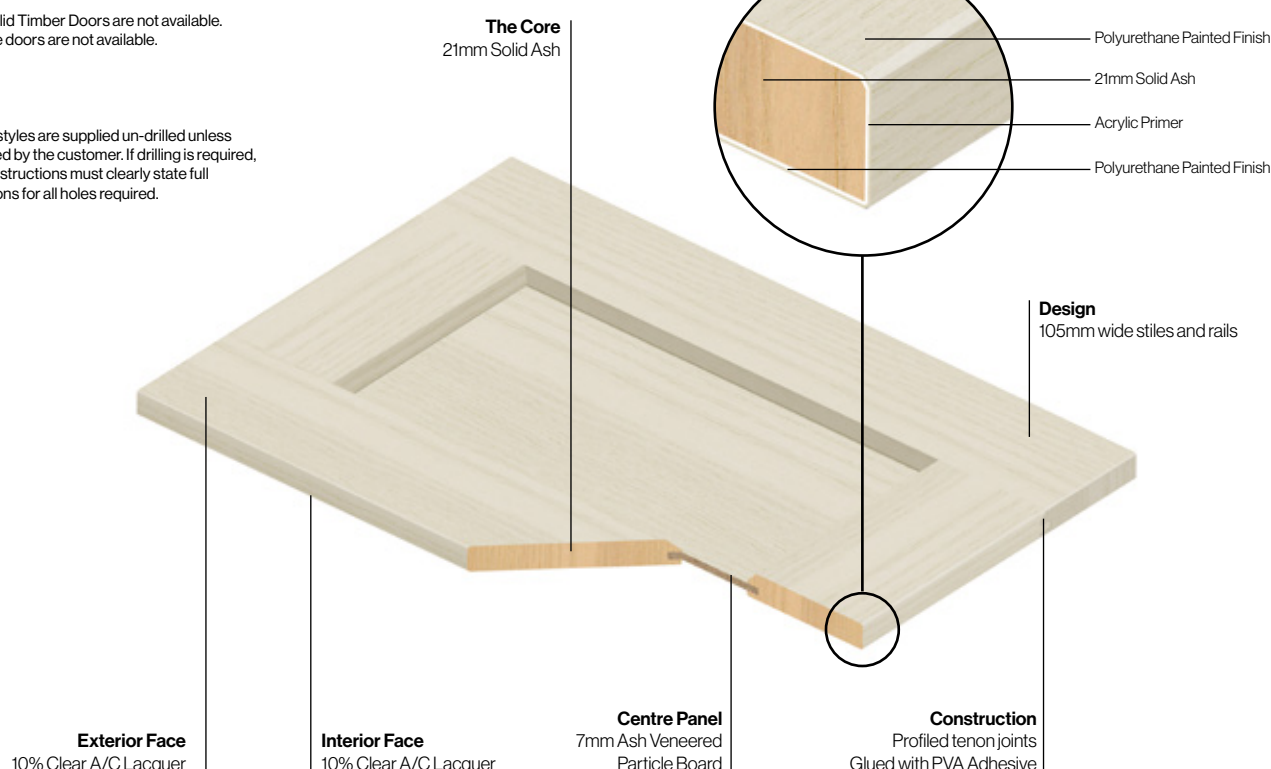 lid Timber Doors are not available.
e doors are not available.
styles are supplied un-drilled unless
ed by the customer. If drilling is required,
structions must clearly state full
ons for all holes required.
The Core
21mm Solid Ash
Polyurethane Painted Finish
21mm Solid Ash
Acrylic Primer
Polyurethane Painted Finish
Design
105mm wide stiles and rails
Exterior Face
10% Clear A/C Lacquer
Interior Face
10% Clear A/C Lacquer
Centre Panel
7mm Ash Veneered
Particle Board
Construction
Profiled tenon joints
Glued with PVA Adhesive